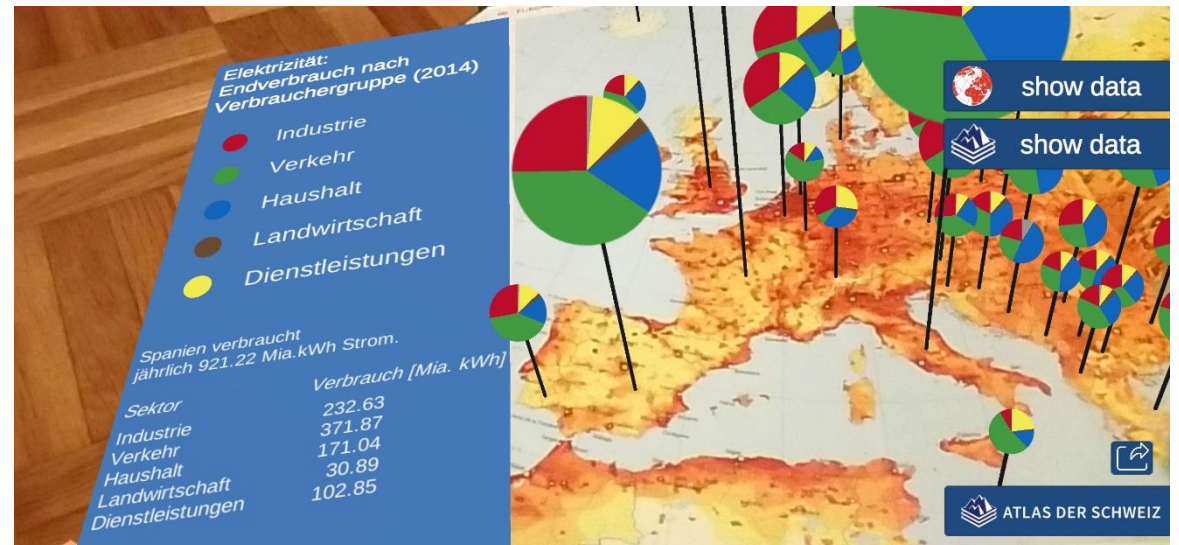 Elektrizität:
Endverbrauch nach
Verbrauchergruppe (2014)
Industrie
Verkehr
Haushalt
Landwirtschaft
Dienstleistungen
Spanien verbraucht
jährlich 921.22 Mia.kWh Strom.
Sektor Verbrauch [Mia. kWh]
Industrie 232.63
Verkehr 371.87
Haushalt 171.04
Landwirtschaft 30.89
Dienstleistungen 102.85
show data
show data
ATLAS DER SCHWEIZ